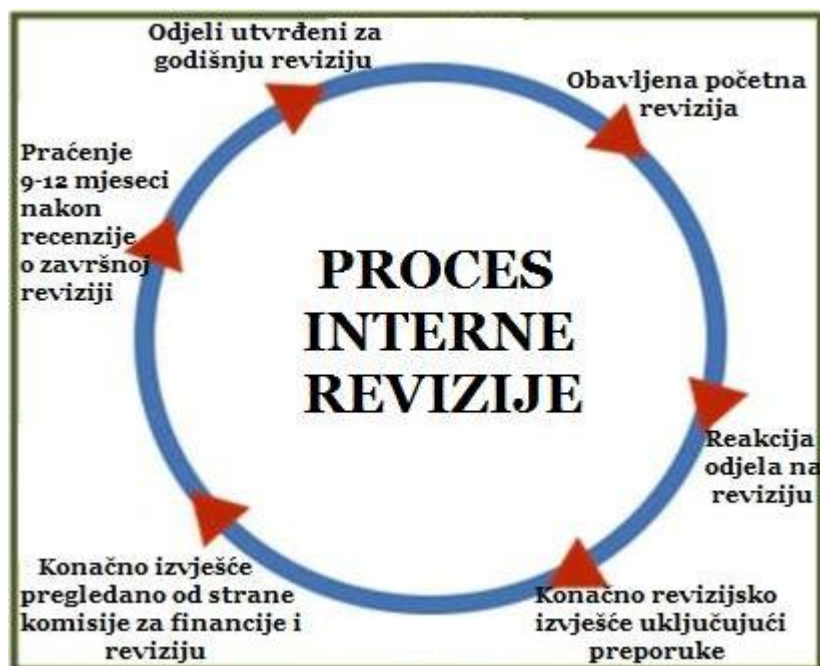 Odjeli utvrđeni za
godišnju reviziju
Obavljena početna
revizija
Reakcija
odjela na
reviziju
Konačno revizijsko
izvješće uključujući
preporuke
Konačno izvješće
pregledano od strane
komisije za financije i
reviziju
Praćenje
9-12 mjeseci
nakon
recenzije
o završnoj
reviziji
PROCES
INTERNE
REVIZIJE